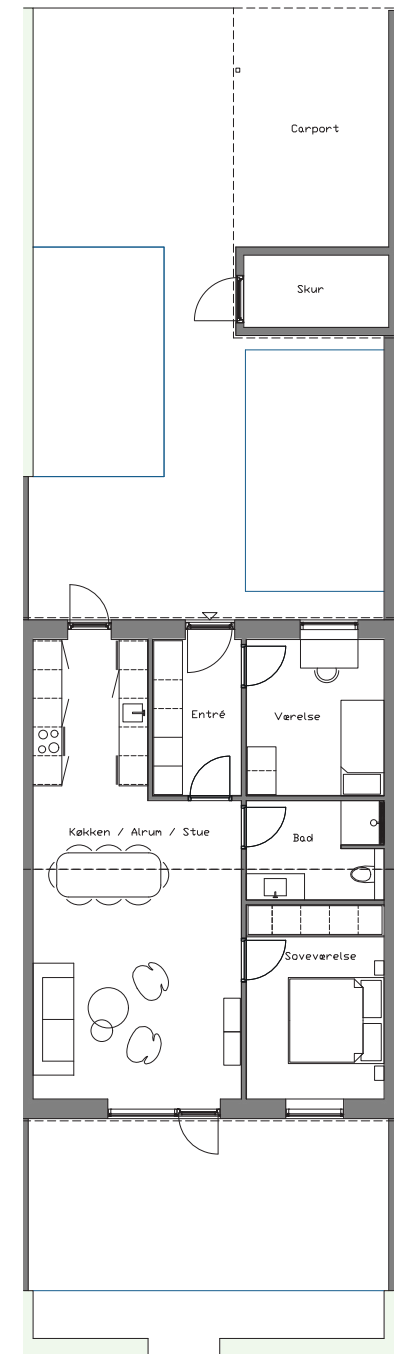 Carport
Skur
Entré
Værelse
Køkken / Alrum / Stue
Bad
Soveværelse